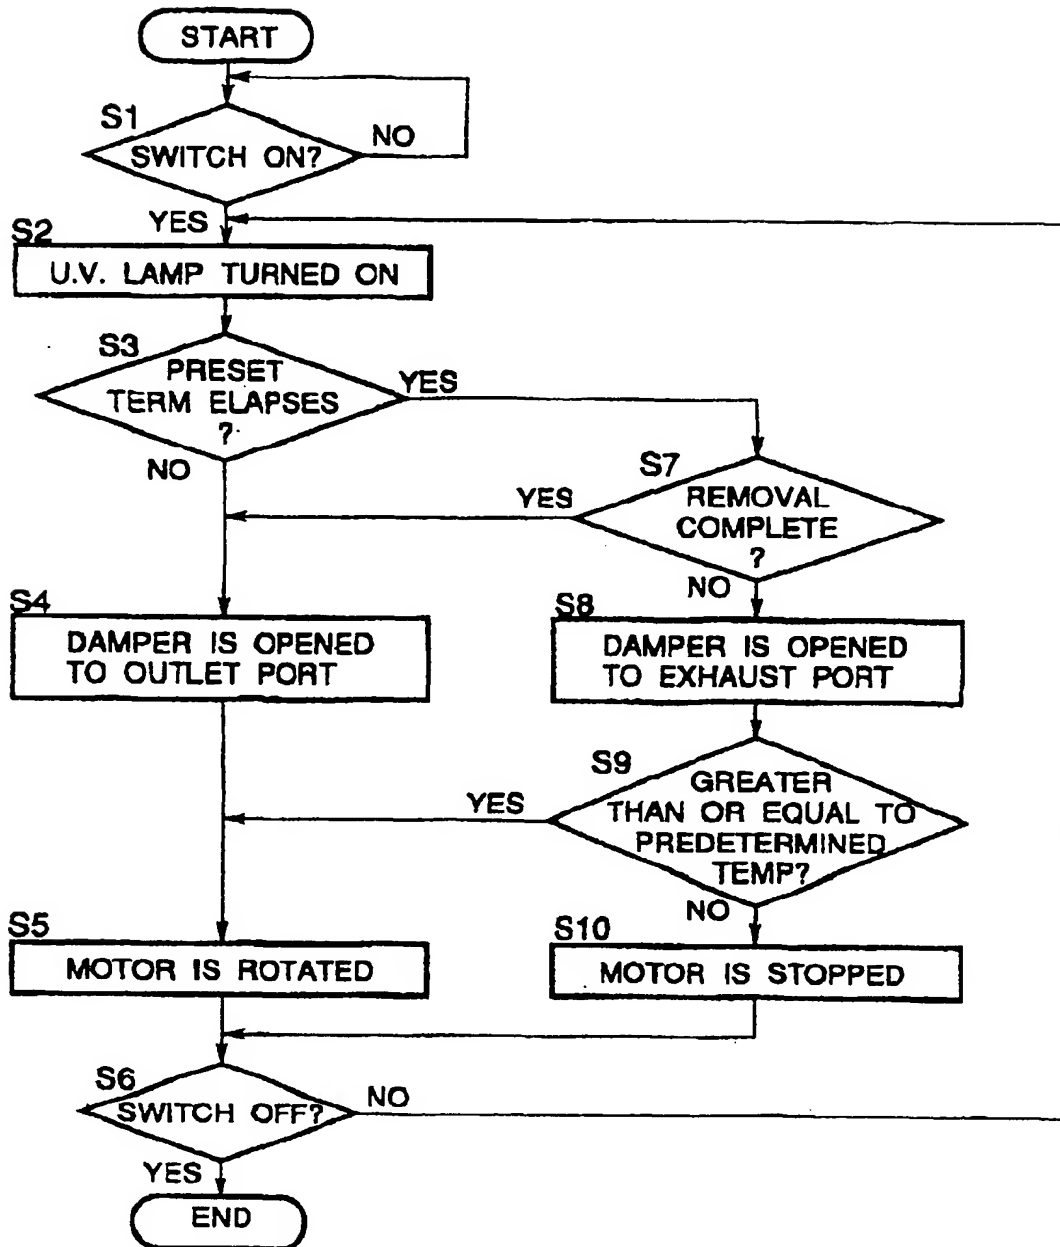 START
S1
SWITCH ON?
NO
YES
S2
U.V. LAMP TURNED ON
S3
PRESET
TERM ELAPSES
?
YES
NO
S7
REMOVAL
COMPLETE
?
YES
NO
S4
DAMPER IS OPENED
TO OUTLET PORT
S8
DAMPER IS OPENED
TO EXHAUST PORT
S9
GREATER
THAN OR EQUAL TO
PREDETERMINED
TEMP?
YES
NO
S5
MOTOR IS ROTATED
S10
MOTOR IS STOPPED
S6
SWITCH OFF?
NO
YES
END